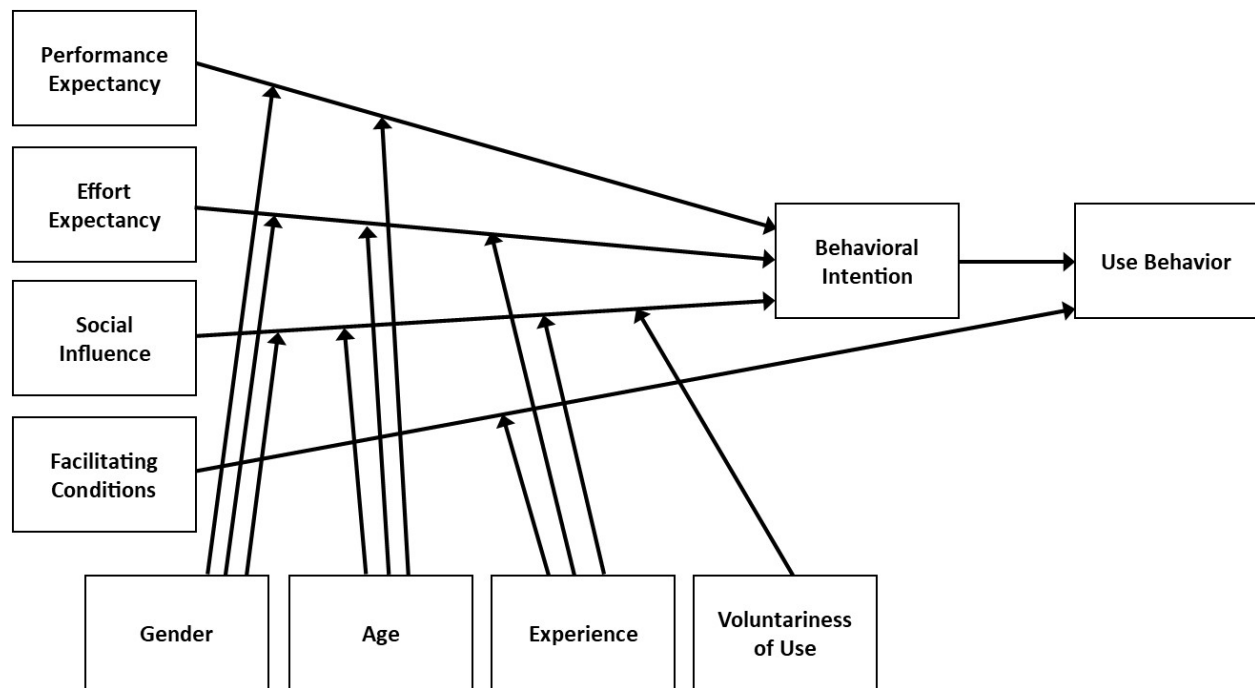 Performance
Expectancy
Effort
Expectancy
Social
Influence
Facilitating
Conditions
Behavioral
Intention
Use Behavior
Gender
Age
Experience
Voluntariness
of Use